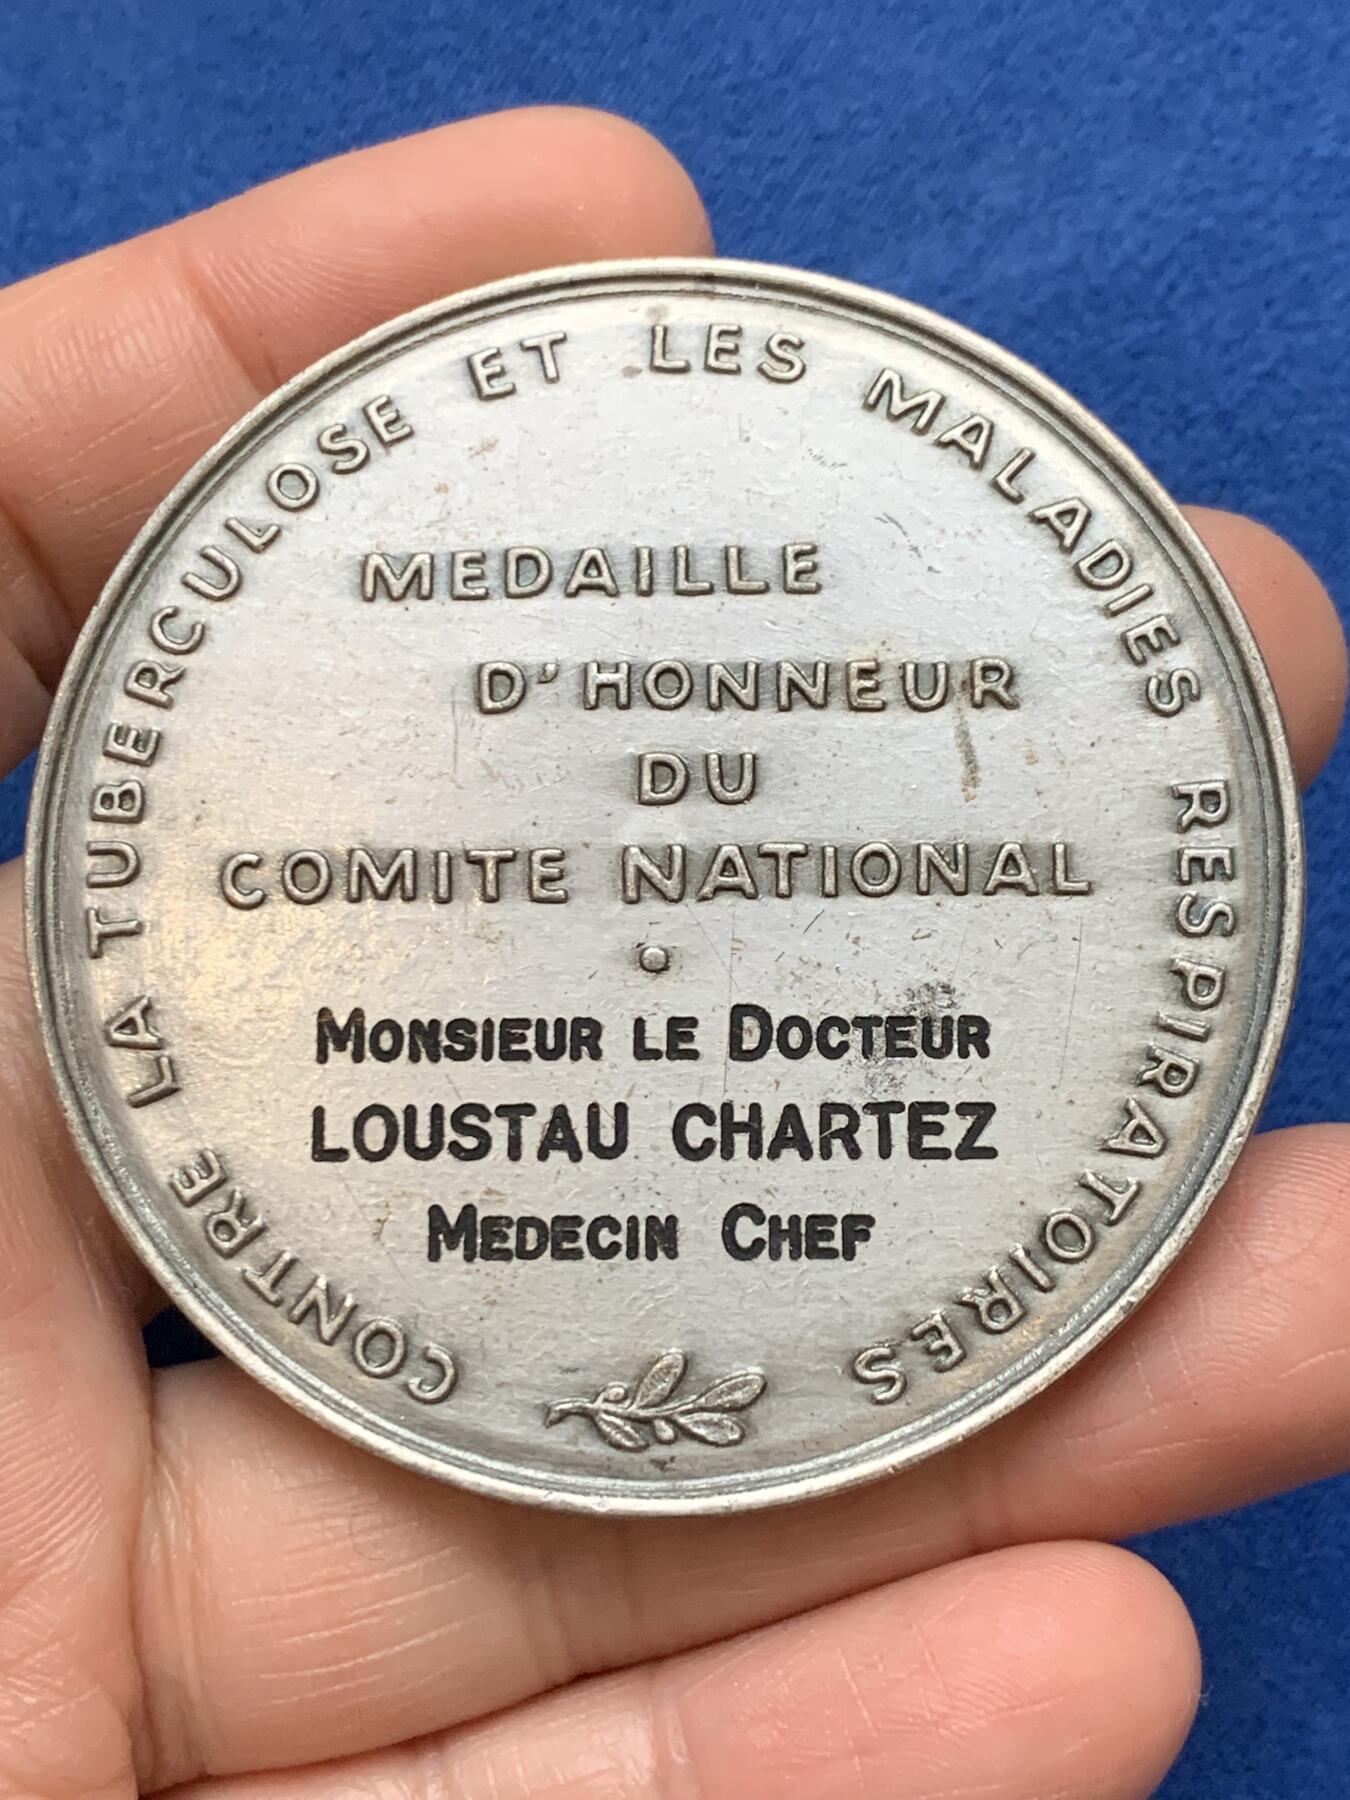 MEDAILLE
D'HONNEUR
DU
COMITE NATIONAL
MONSIEUR LE DOCTEUR
LOUSTAU CHARTEZ
MEDECIN CHEF
CONTRE LA TUBERCULOSE ET LES MALADIES RESPIRATOIRES